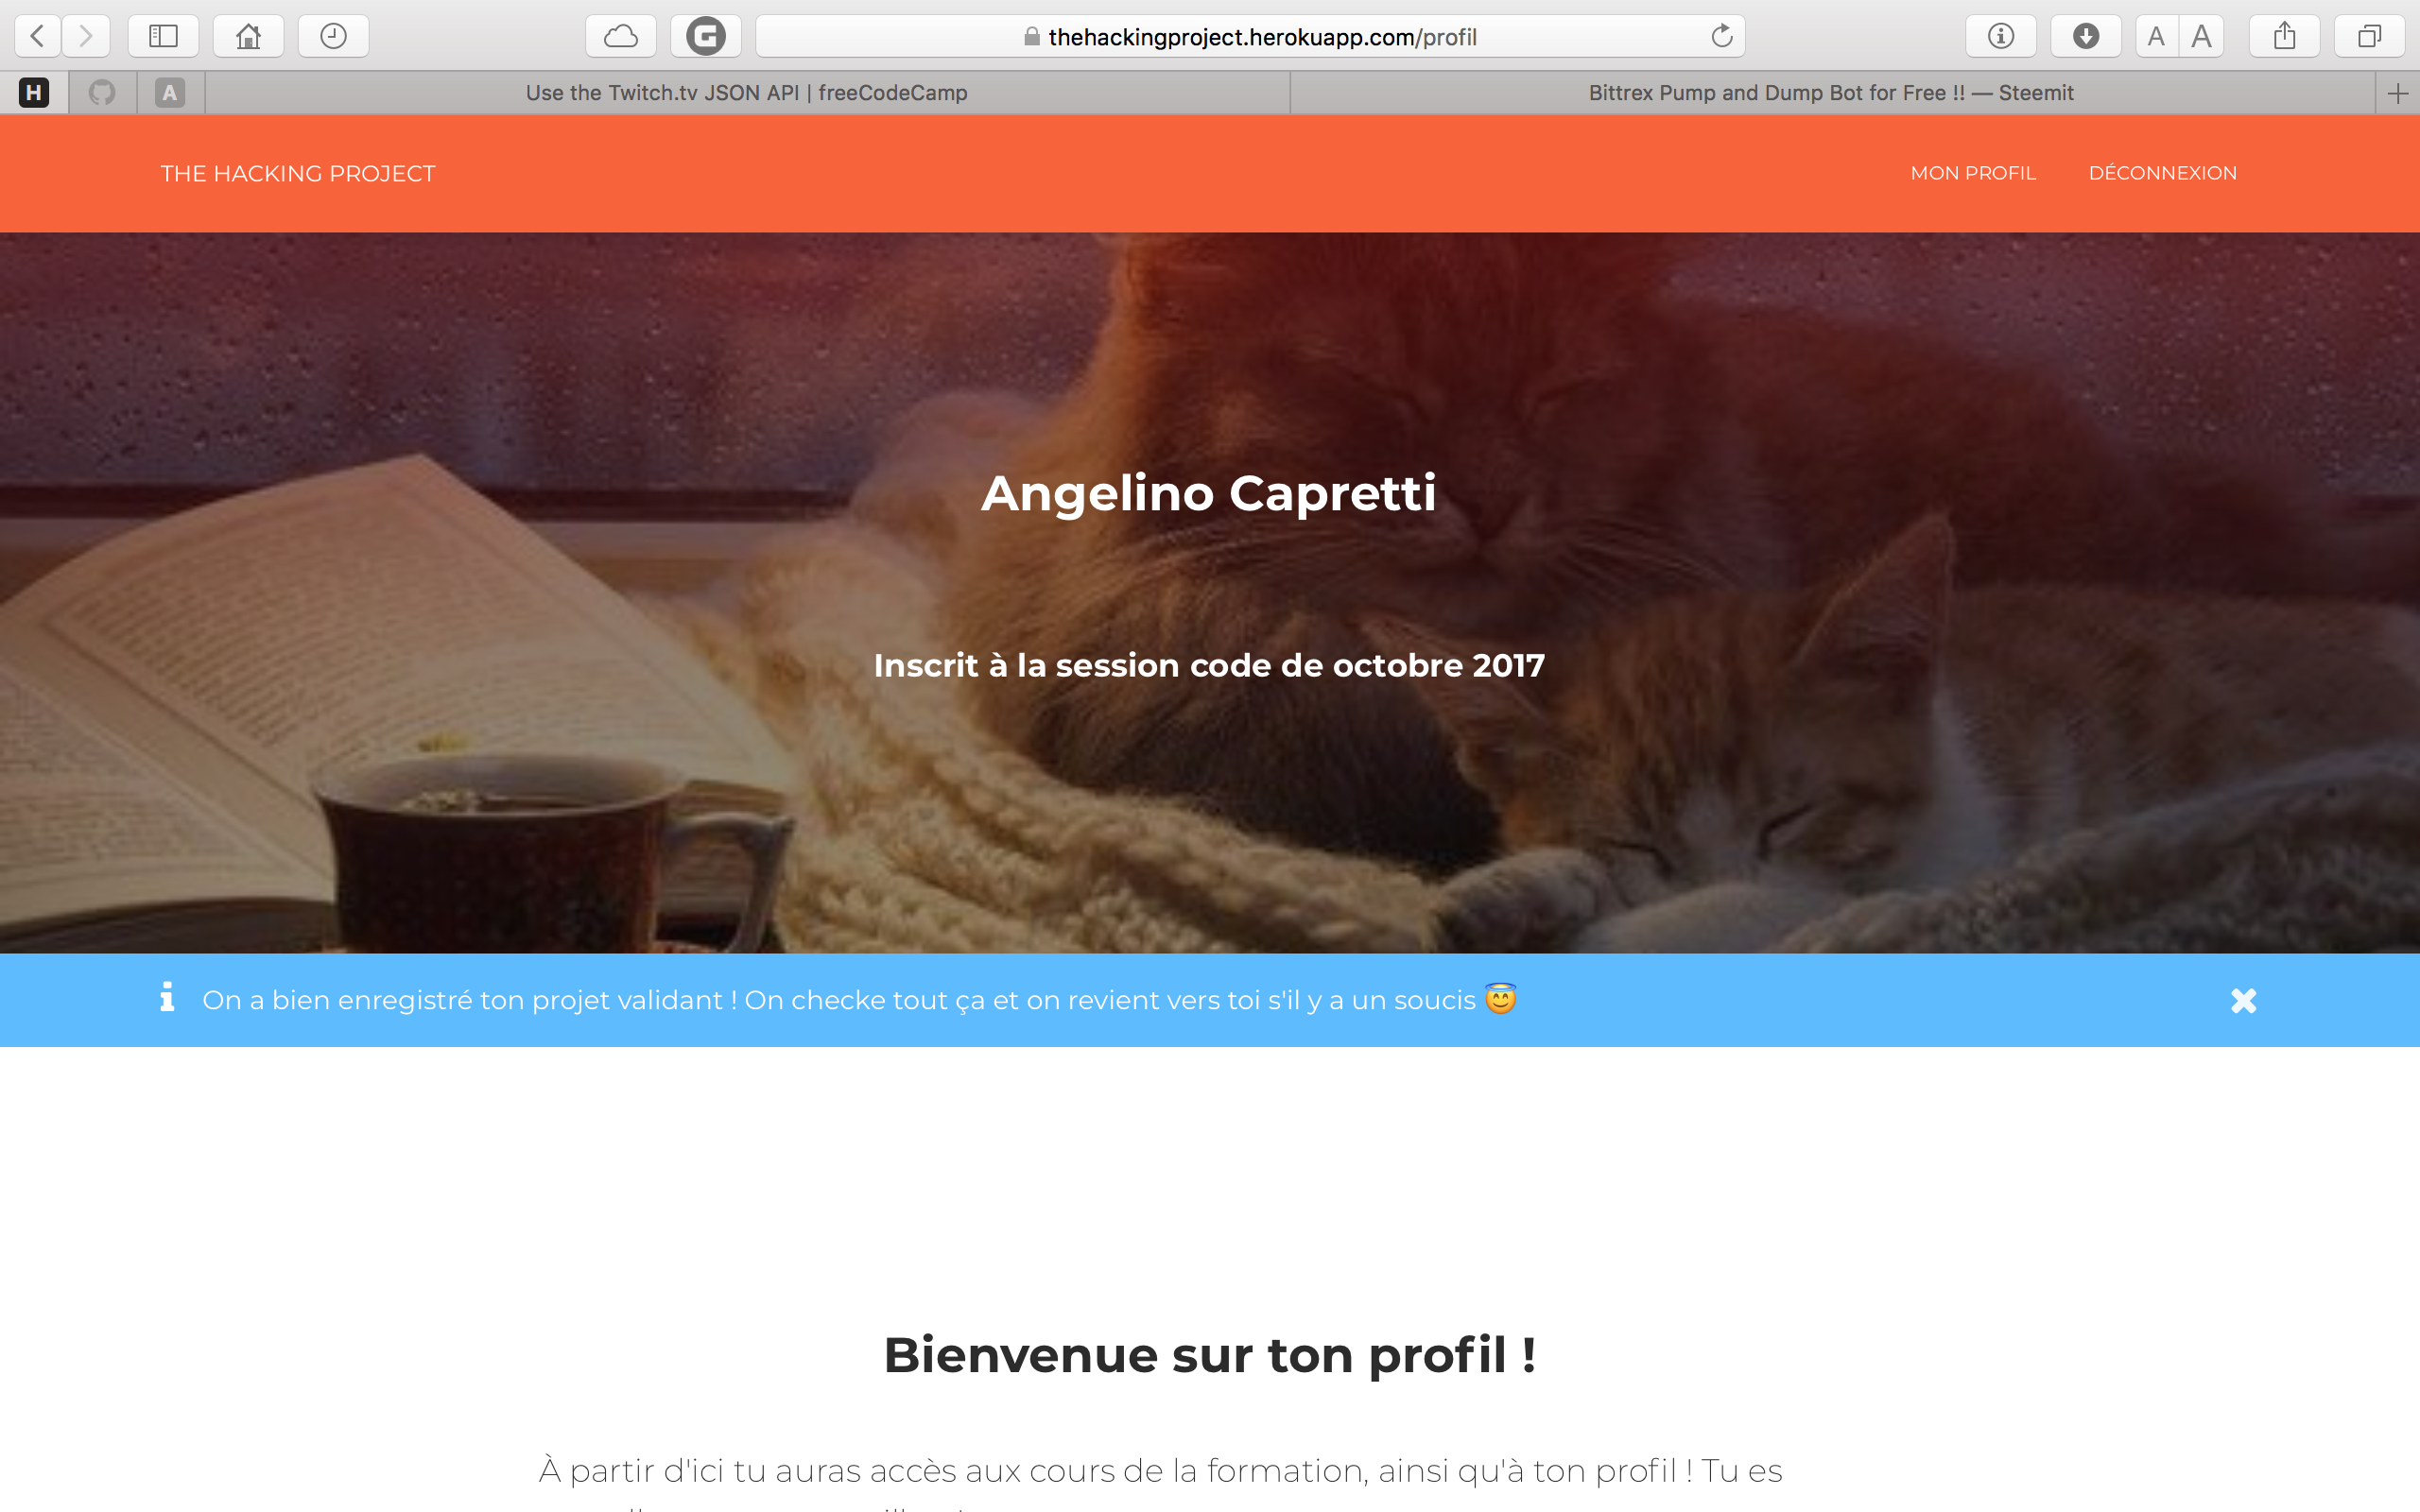 thehackingproject.herokuapp.com/profil
A A
H
A
Use the Twitch.tv JSON API | freeCodeCamp
Bittrex Pump and Dump Bot for Free !! — Steemit
THE HACKING PROJECT
MON PROFIL
DÉCONNEXION
Angelino Capretti
Inscrit à la session code de octobre 2017
On a bien enregistré ton projet validant ! On checke tout ça et on revient vers toi s'il y a un soucis 😇
Bienvenue sur ton profil !
À partir d'ici tu auras accès aux cours de la formation, ainsi qu'à ton profil ! Tu es